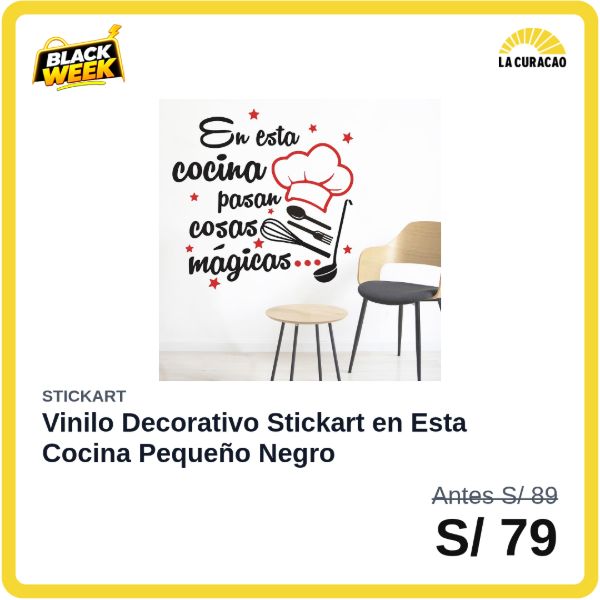 BLACK
WEEK
LA CURACAO
En esta
cocina
pasan
cosas
mágicas...
STICKART
Vinilo Decorativo Stickart en Esta
Cocina Pequeño Negro
Antes S/ 89
S/ 79